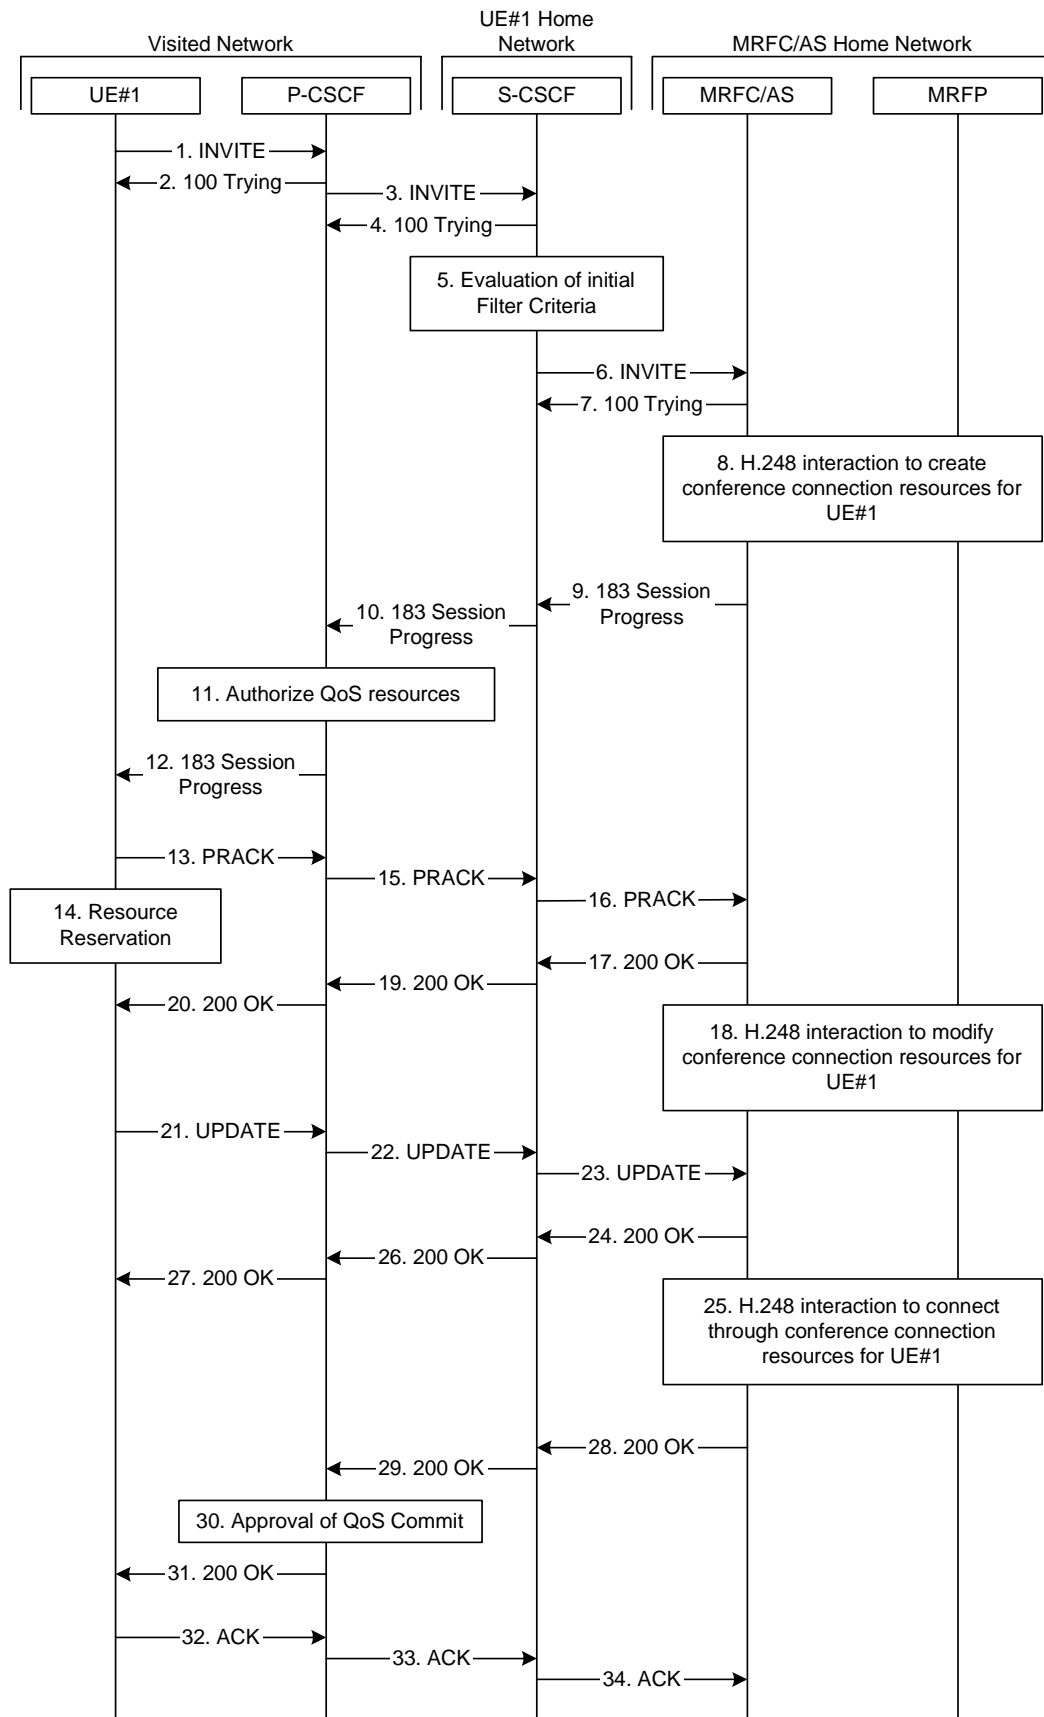 UE#1 Home
Network
Visited Network
MRFC/AS Home Network
UE#1
P-CSCF
S-CSCF
MRFC/AS
MRFP
1. INVITE
2. 100 Trying
3. INVITE
4. 100 Trying
5. Evaluation of initial
Filter Criteria
6. INVITE
7. 100 Trying
8. H.248 interaction to create
conference connection resources for
UE#1
9. 183 Session
Progress
10. 183 Session
Progress
11. Authorize QoS resources
12. 183 Session
Progress
13. PRACK
15. PRACK
16. PRACK
14. Resource
Reservation
17. 200 OK
19. 200 OK
20. 200 OK
18. H.248 interaction to modify
conference connection resources for
UE#1
21. UPDATE
22. UPDATE
23. UPDATE
24. 200 OK
26. 200 OK
27. 200 OK
25. H.248 interaction to connect
through conference connection
resources for UE#1
28. 200 OK
29. 200 OK
30. Approval of QoS Commit
31. 200 OK
32. ACK
33. ACK
34. ACK